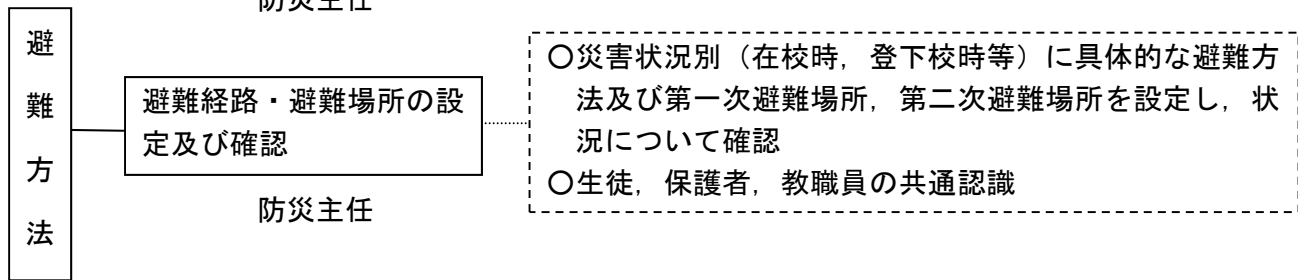 防災主任
避難方法
避難経路・避難場所の設
定及び確認
防災主任
〇災害状況別（在校時，登下校時等）に具体的な避難方
法及び第一次避難場所，第二次避難場所を設定し，状
況について確認
〇生徒，保護者，教職員の共通認識